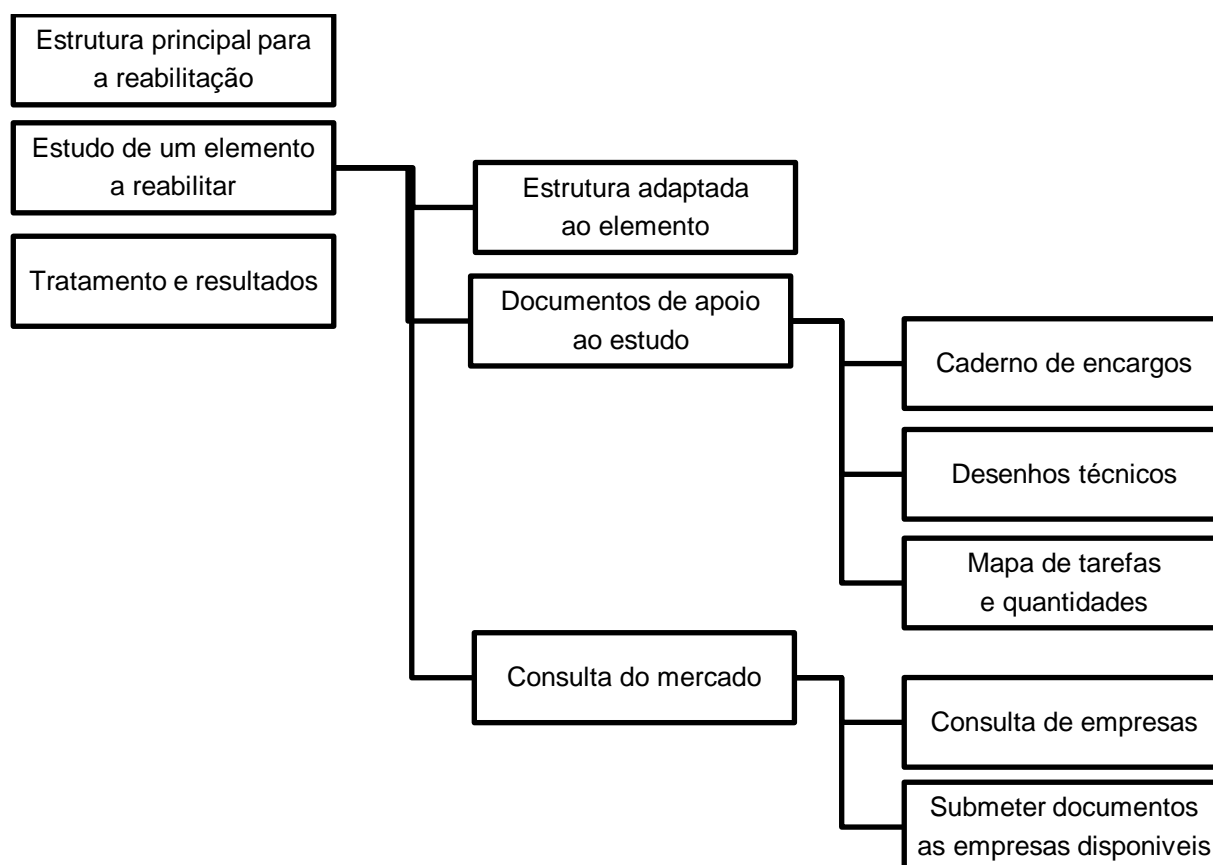 Estrutura principal para
a reabilitação
Estudo de um elemento
a reabilitar
Tratamento e resultados
Estrutura adaptada
ao elemento
Documentos de apoio
ao estudo
Consulta do mercado
Caderno de encargos
Desenhos técnicos
Mapa de tarefas
e quantidades
Consulta de empresas
Submeter documentos
as empresas disponiveis